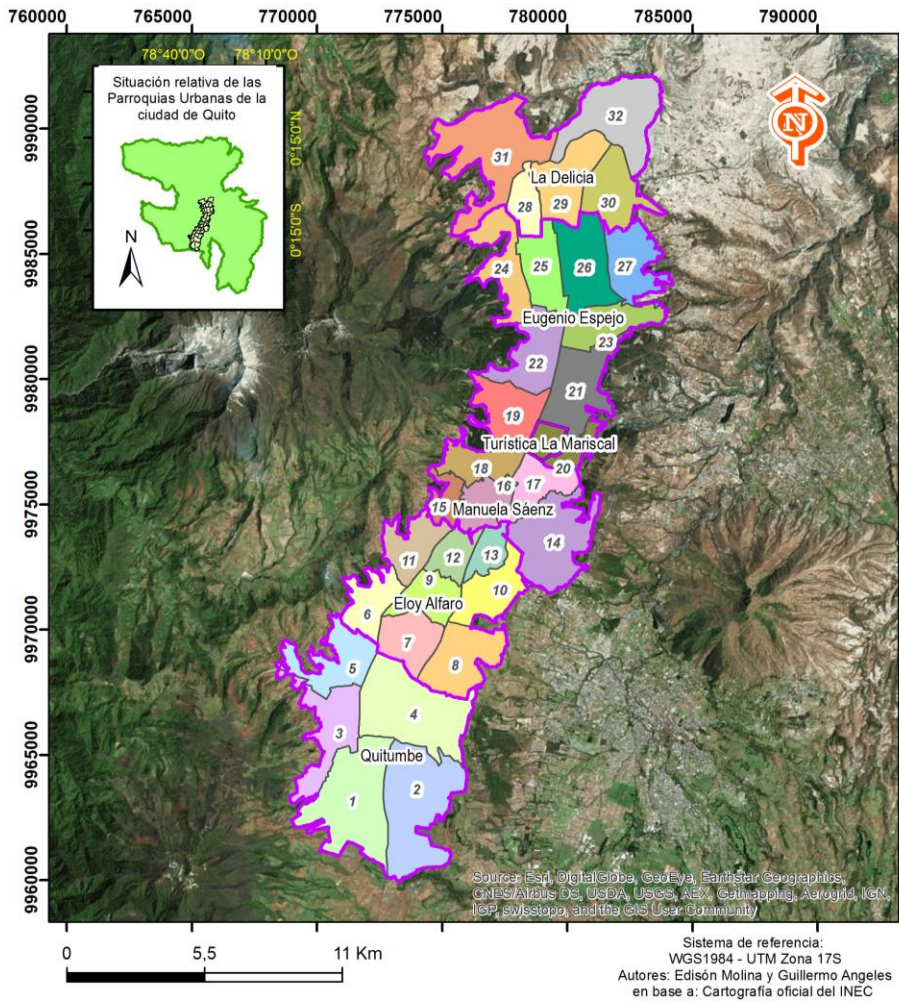 760000 765000 770000 775000 780000 785000 790000
78°40'0"O 78°10'0"O
Situación relativa de las
Parroquias Urbanas de la
ciudad de Quito
0°15'0"N
0°15'0"S
N
N
9990000
9985000
9980000
9975000
9970000
9965000
9960000
32
31
La Delicia
28
29
30
24
25
26
27
Eugenio Espejo
23
22
21
19
Turística La Mariscal
18
20
16
17
15
Manuela Sáenz
14
11
12
13
9
10
Eloy Alfaro
6
7
8
5
4
3
Quitumbe
2
1
Source: Esri, DigitalGlobe, GeoEye, Earthstar Geographics,
CNES/Airbus DS, USDA, USGS, AEX, Getmapping, Aerogrid, IGN,
IGP, swisstopo, and the GIS User Community
0 5,5 11 Km
Sistema de referencia:
WGS1984 - UTM Zona 17S
Autores: Edisón Molina y Guillermo Angeles
en base a: Cartografía oficial del INEC